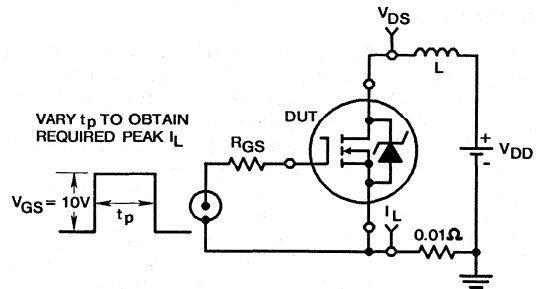 VDS
L
VARY tp TO OBTAIN
REQUIRED PEAK IL
DUT
RGS
+
VDD
-
VGS = 10V
tp
IL
0.01Ω